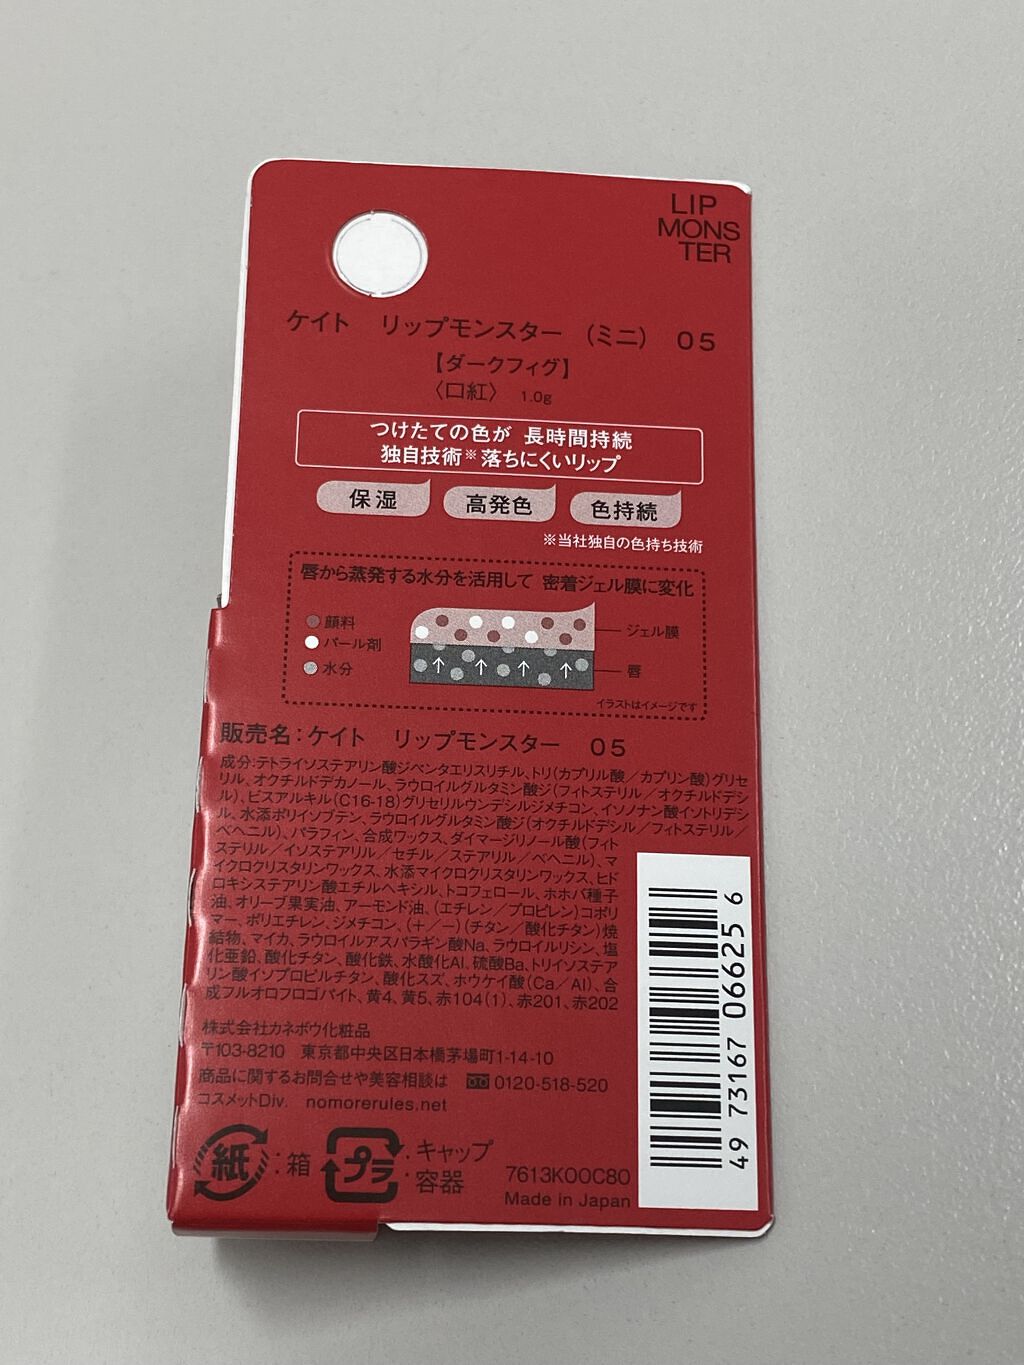 LIP
MONS
TER
ケイト リップモンスター （ミニ） 05
【ダークフィグ】
〈口紅〉 1.0g
つけたての色が 長時間持続
独自技術※落ちにくいリップ
保湿 高発色 色持続
※当社独自の色持ち技術
唇から蒸発する水分を活用して 密着ジェル膜に変化
顔料
パール剤
水分
ジェル膜
唇
イラストはイメージです
販売名：ケイト リップモンスター 05
成分：テトライソステアリン酸ジペンタエリスリチル、トリ（カプリル酸／カプリン酸）グリセ
リル、オクチルドデカノール、ラウロイルグルタミン酸ジ（フィトステリル／オクチルドデシ
ル）、ビスアルキル（C16-18）グリセリルウンデシルジメチコン、イソノナン酸イソトリデシ
ル、水添ポリイソブテン、ラウロイルグルタミン酸ジ（オクチルドデシル／フィトステリル／
ベヘニル）、パラフィン、合成ワックス、ダイマージリノール酸（フィト
ステリル／イソステアリル／セチル／ステアリル／ベヘニル）、マ
イクロクリスタリンワックス、水添マイクロクリスタリンワックス、ヒド
ロキシステアリン酸エチルヘキシル、トコフェロール、ホホバ種子
油、オリーブ果実油、アーモンド油、（エチレン／プロピレン）コポリ
マー、ポリエチレン、ジメチコン、（＋／－）（チタン／酸化チタン）焼
結物、マイカ、ラウロイルアスパラギン酸Na、ラウロイルリシン、塩
化亜鉛、酸化チタン、酸化鉄、水酸化Al、硫酸Ba、トリイソステア
リン酸イソプロピルチタン、酸化スズ、ホウケイ酸（Ca／Al）、合
成フルオロフロゴパイト、黄4、黄5、赤104（1）、赤201、赤202
株式会社カネボウ化粧品
〒103-8210 東京都中央区日本橋茅場町1-14-10
商品に関するお問合せや美容相談は 0120-518-520
コスメットDiv. nomorerules.net
紙：箱
プラ：キャップ
：容器
7613K00C80
Made in Japan
49 73167 06625 6